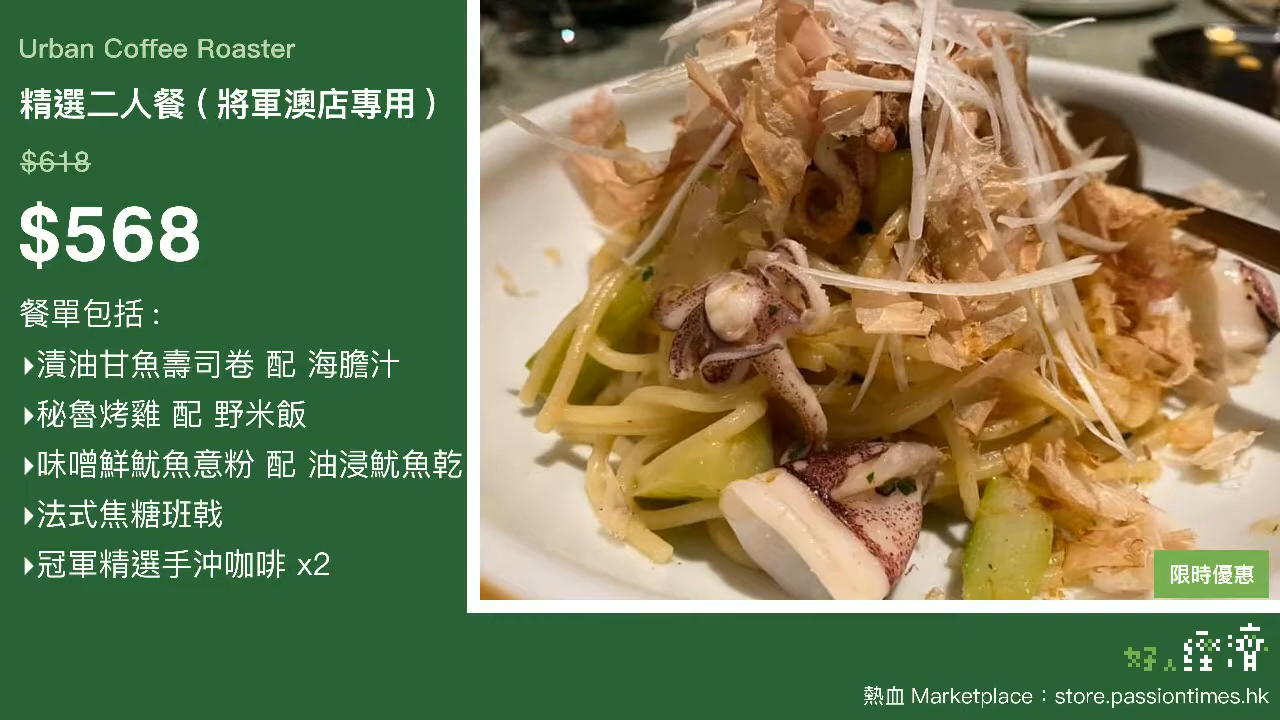 Urban Coffee Roaster
精選二人餐 ( 將軍澳店專用 )
$618
$568
餐單包括 :
漬油甘魚壽司卷 配 海膽汁
秘魯烤雞 配 野米飯
味噌鮮魷魚意粉 配 油浸魷魚乾
法式焦糖班戟
冠軍精選手沖咖啡 x2
限時優惠
好人經濟
熱血 Marketplace：store.passiontimes.hk